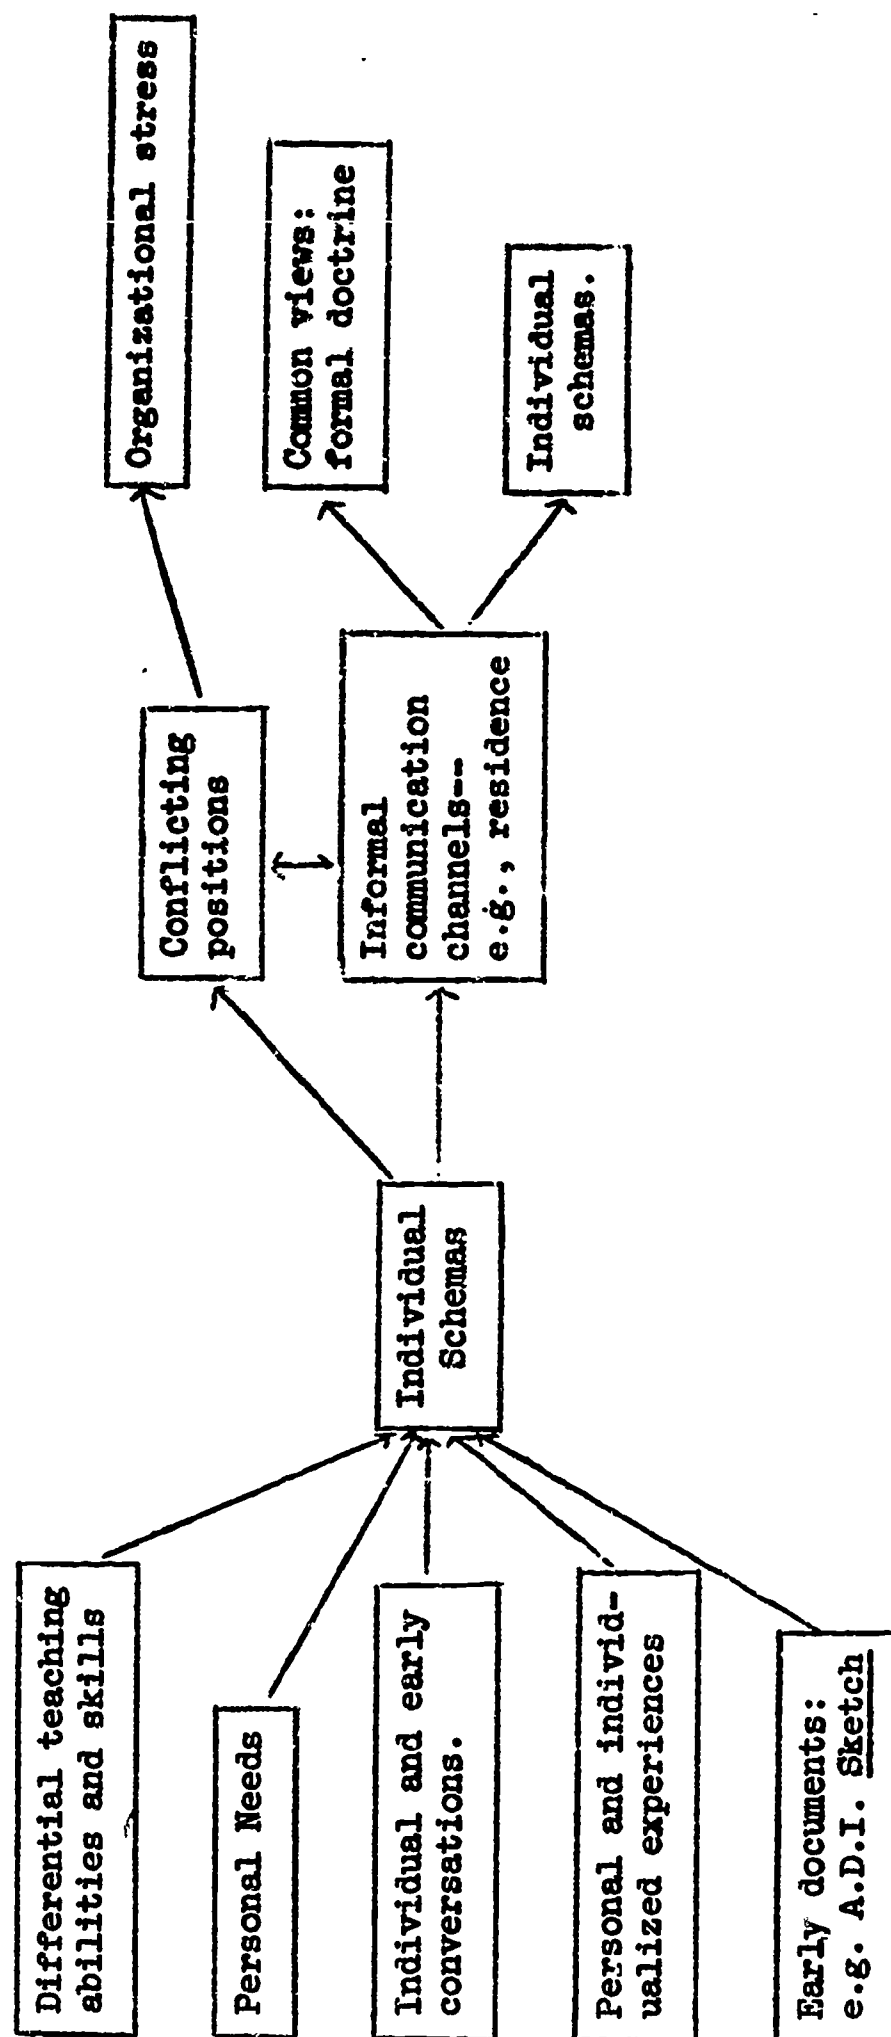 Differential teaching
abilities and skills
Personal Needs
Individual and early
conversations.
Personal and individ-
ualized experiences
Early documents:
e.g. A.D.I. Sketch
Individual
Schemas
Conflicting
positions
Informal
communication
channels--
e.g., residence
Organizational stress
Common views:
formal doctrine
Individual
schemas.